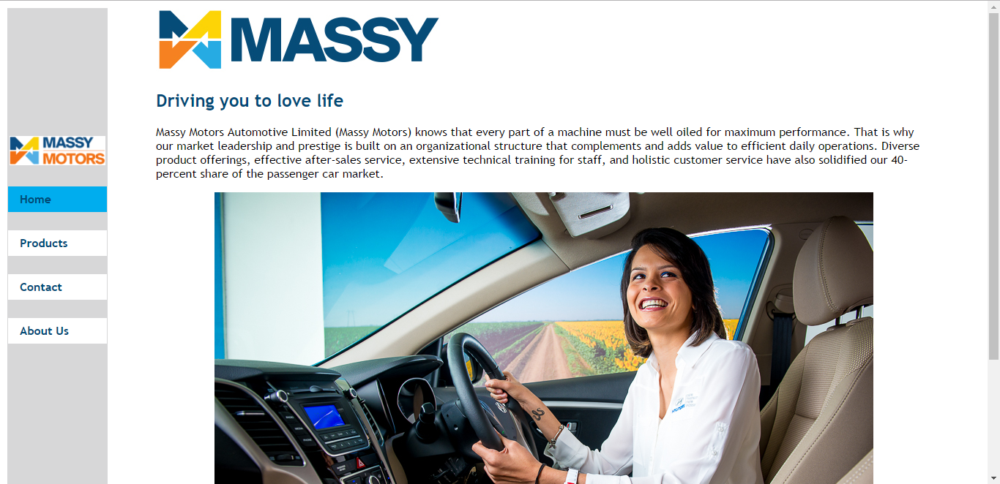 MASSY
Driving you to love life
Massy Motors Automotive Limited (Massy Motors) knows that every part of a machine must be well oiled for maximum performance. That is why
our market leadership and prestige is built on an organizational structure that complements and adds value to efficient daily operations. Diverse
product offerings, effective after-sales service, extensive technical training for staff, and holistic customer service have also solidified our 40-
percent share of the passenger car market.
MASSY
MOTORS
Home
Products
Contact
About Us
HYUNDAI